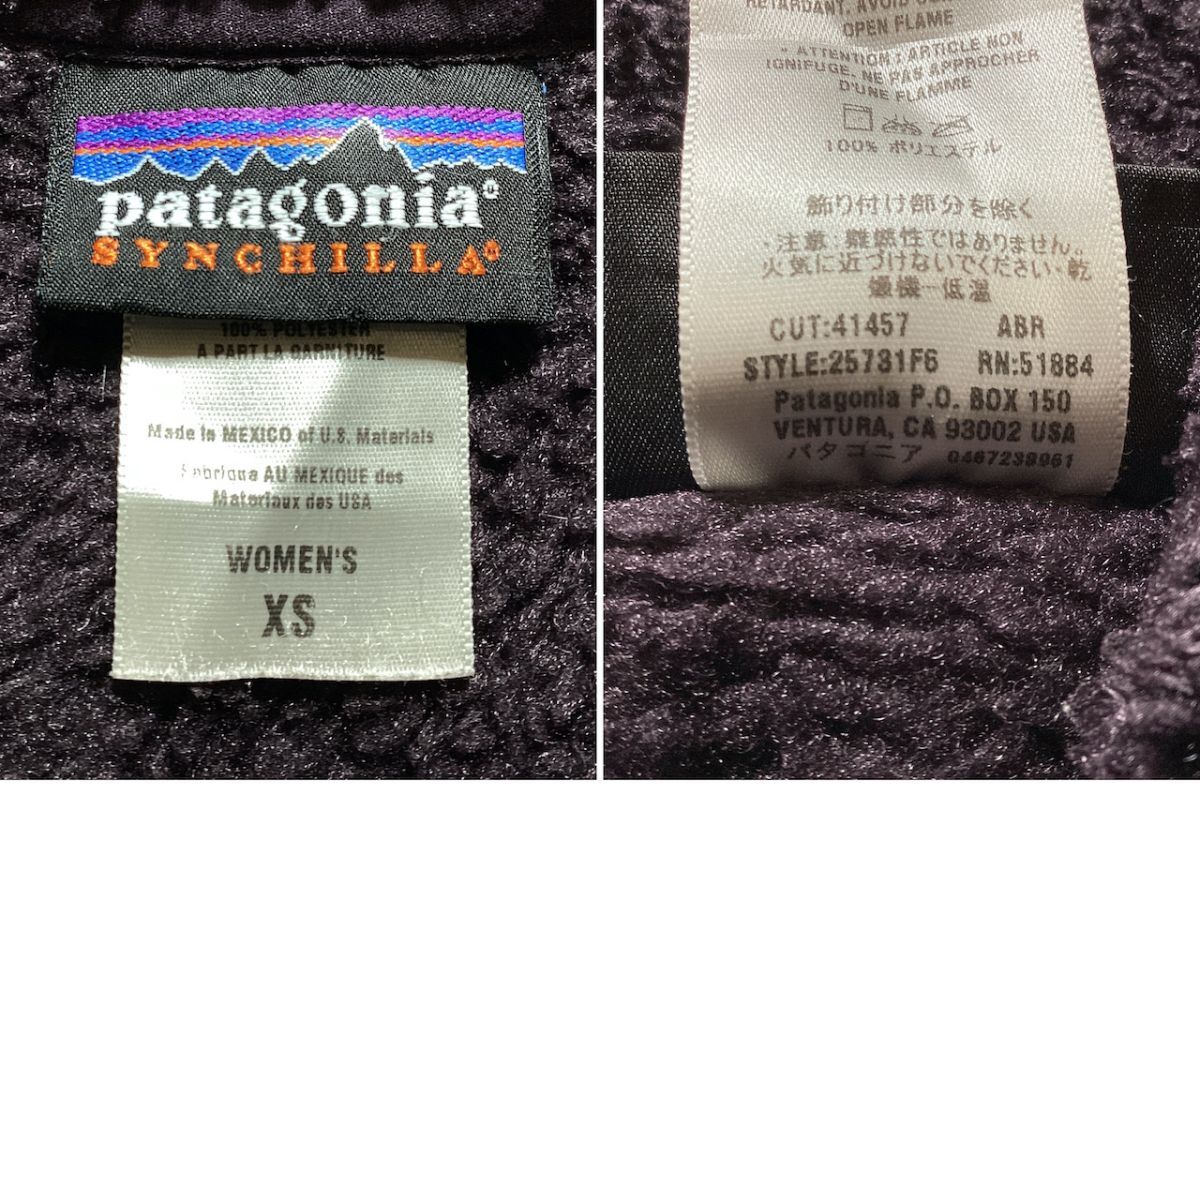 patagonia®
SYNCHILLA®
100% POLYESTER
A PART LA GARNITURE
Made in MEXICO of U.S. Materials
Fabrique AU MEXIQUE des
Materiaux des USA
WOMEN'S
XS
RETARDANT, AVOID
OPEN FLAME
* ATTENTION: ARTICLE NON
IGNIFUGE, NE PAS APPROCHER
D'UNE FLAMME
100% ポリエステル
飾り付け部分を除く
・注意:難燃性ではありません。
火気に近づけないでください・乾
燥機-低温
CUT:41457 ABR
STYLE:25731F6 RN:51884
Patagonia P.O. BOX 150
VENTURA, CA 93002 USA
パタゴニア 0467238961